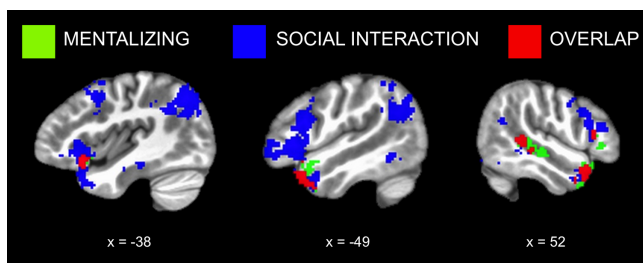 MENTALIZING SOCIAL INTERACTION OVERLAP
x = -38 x = -49 x = 52